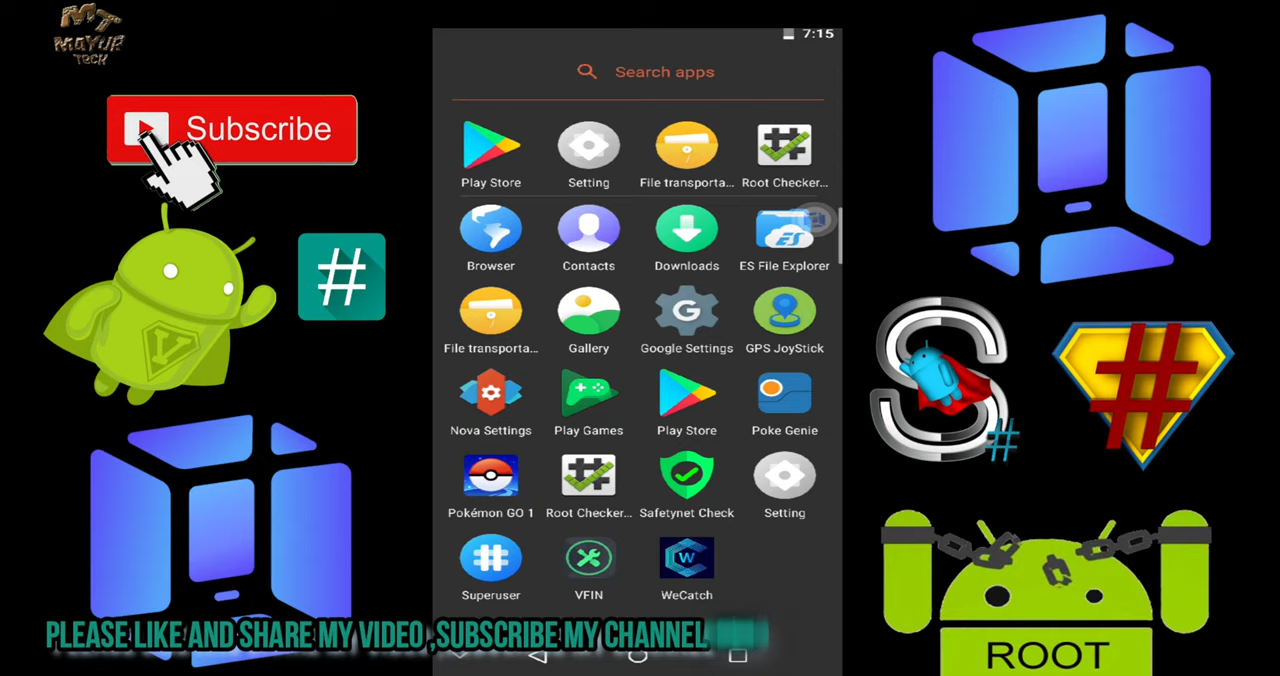 MT
MAYUR
TECH
Subscribe
7:15
Search apps
Play Store
Setting
File transporta...
Root Checker...
Browser
Contacts
Downloads
ES File Explorer
File transporta...
Gallery
Google Settings
GPS JoyStick
Nova Settings
Play Games
Play Store
Poke Genie
Pokémon GO 1
Root Checker...
Safetynet Check
Setting
Superuser
VFIN
WeCatch
PLEASE LIKE AND SHARE MY VIDEO ,SUBSCRIBE MY CHANNEL
ES
G
W
V
#
S
#
#
ROOT